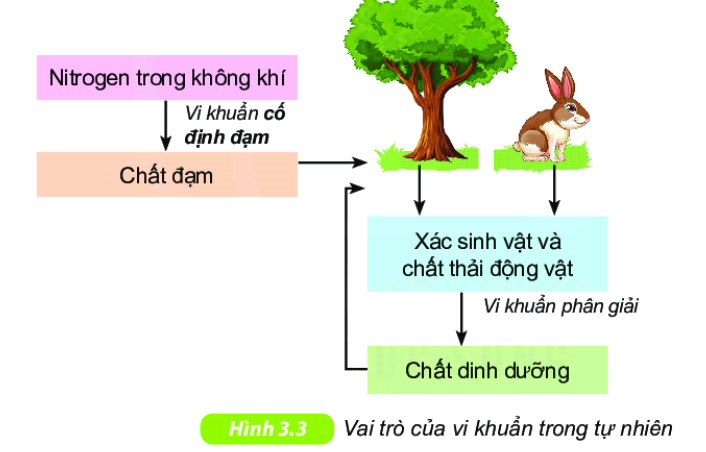 Nitrogen trong không khí
Vi khuẩn cố
định đạm
Chất đạm
Xác sinh vật và
chất thải động vật
Vi khuẩn phân giải
Chất dinh dưỡng
Hình 3.3 Vai trò của vi khuẩn trong tự nhiên